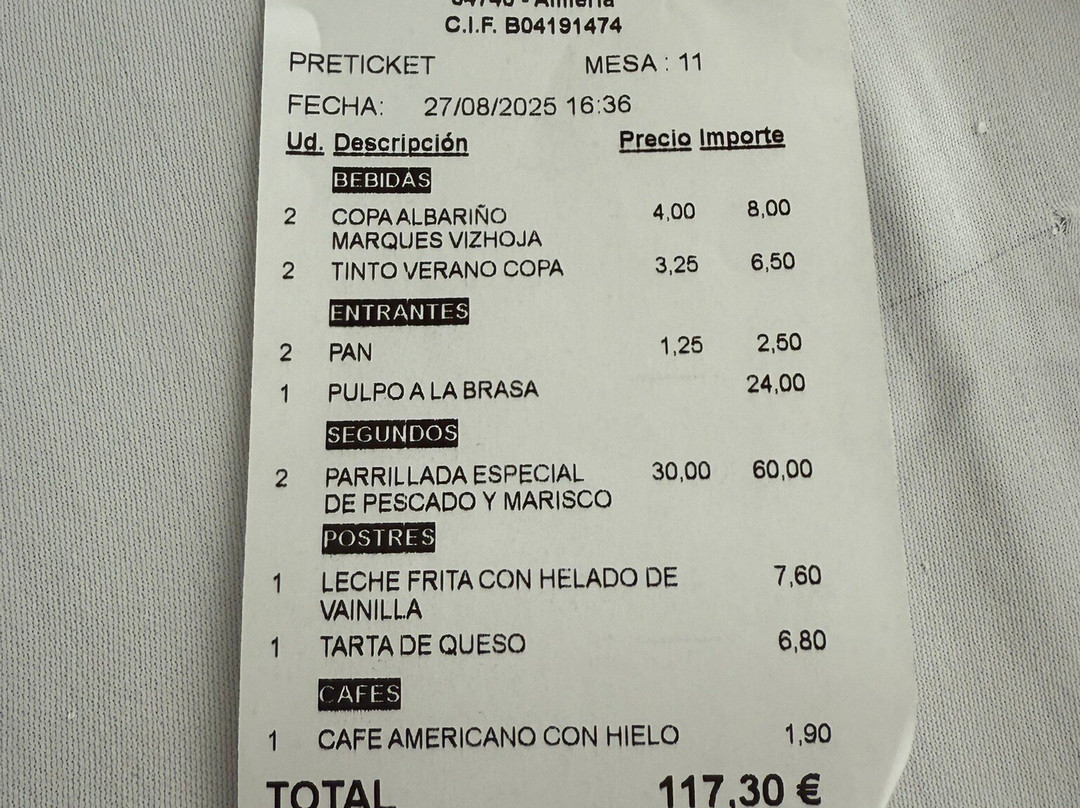 04740 - Almería
C.I.F. B04191474
PRETICKET MESA : 11
FECHA: 27/08/2025 16:36
Ud. Descripción Precio Importe
BEBIDAS
2 COPA ALBARIÑO 4,00 8,00
MARQUES VIZHOJA
2 TINTO VERANO COPA 3,25 6,50
ENTRANTES
2 PAN 1,25 2,50
1 PULPO A LA BRASA 24,00
SEGUNDOS
2 PARRILLADA ESPECIAL 30,00 60,00
DE PESCADO Y MARISCO
POSTRES
1 LECHE FRITA CON HELADO DE 7,60
VAINILLA
1 TARTA DE QUESO 6,80
CAFES
1 CAFE AMERICANO CON HIELO 1,90
TOTAL 117,30 €